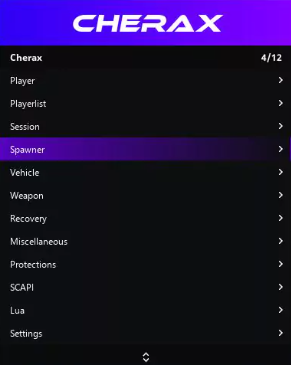 CHERAX
Cherax 4/12
Player
Playerlist
Session
Spawner
Vehicle
Weapon
Recovery
Miscellaneous
Protections
SCAPI
Lua
Settings